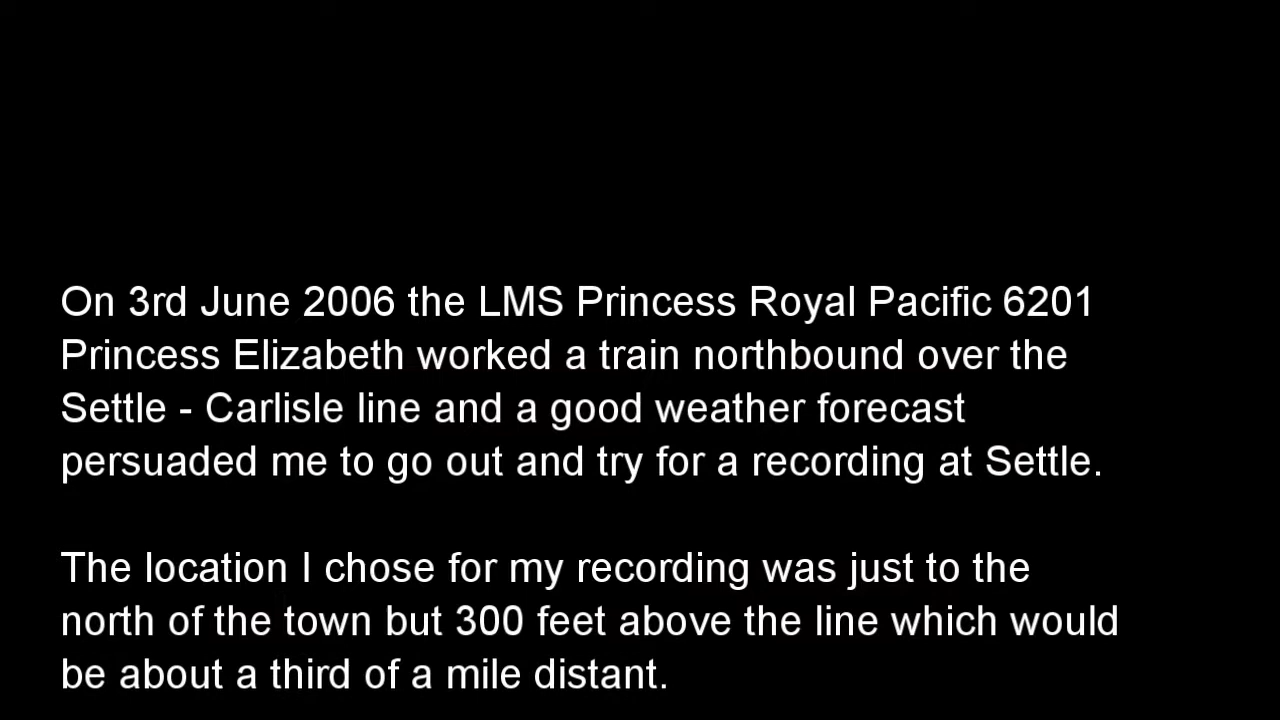 On 3rd June 2006 the LMS Princess Royal Pacific 6201
Princess Elizabeth worked a train northbound over the
Settle - Carlisle line and a good weather forecast
persuaded me to go out and try for a recording at Settle.
The location I chose for my recording was just to the
north of the town but 300 feet above the line which would
be about a third of a mile distant.